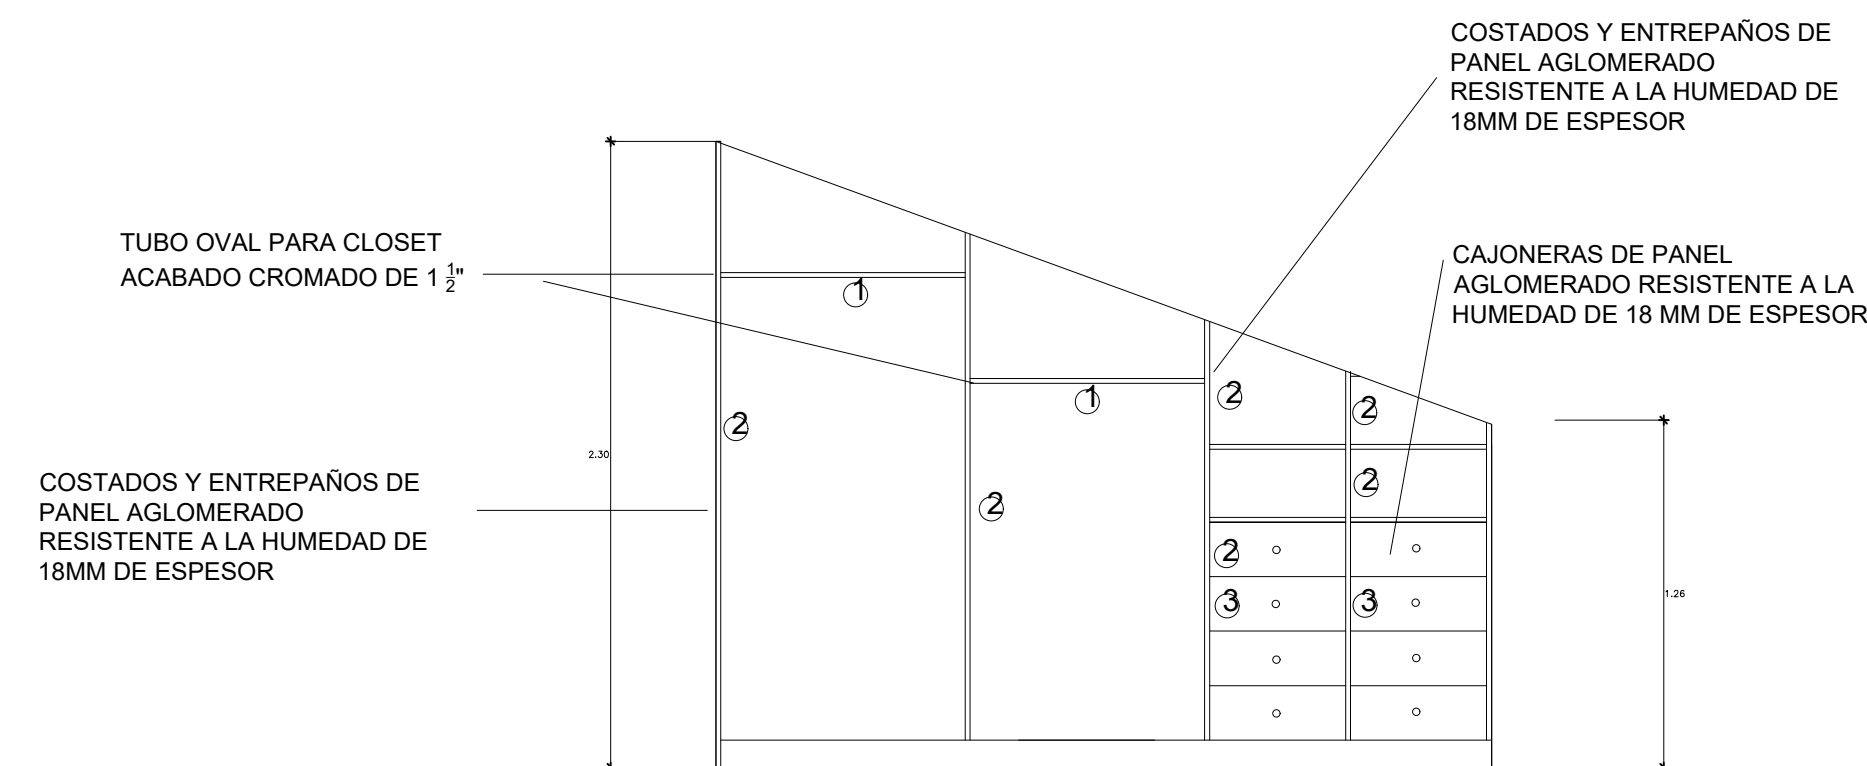 COSTADOS Y ENTREPAÑOS DE
PANEL AGLOMERADO
RESISTENTE A LA HUMEDAD DE
18MM DE ESPESOR
TUBO OVAL PARA CLOSET
ACABADO CROMADO DE 1 1/2"
CAJONERAS DE PANEL
AGLOMERADO RESISTENTE A LA
HUMEDAD DE 18 MM DE ESPESOR
1
1
2
2
2
2.30
COSTADOS Y ENTREPAÑOS DE
PANEL AGLOMERADO
RESISTENTE A LA HUMEDAD DE
18MM DE ESPESOR
2
2
2
3
3
1.26